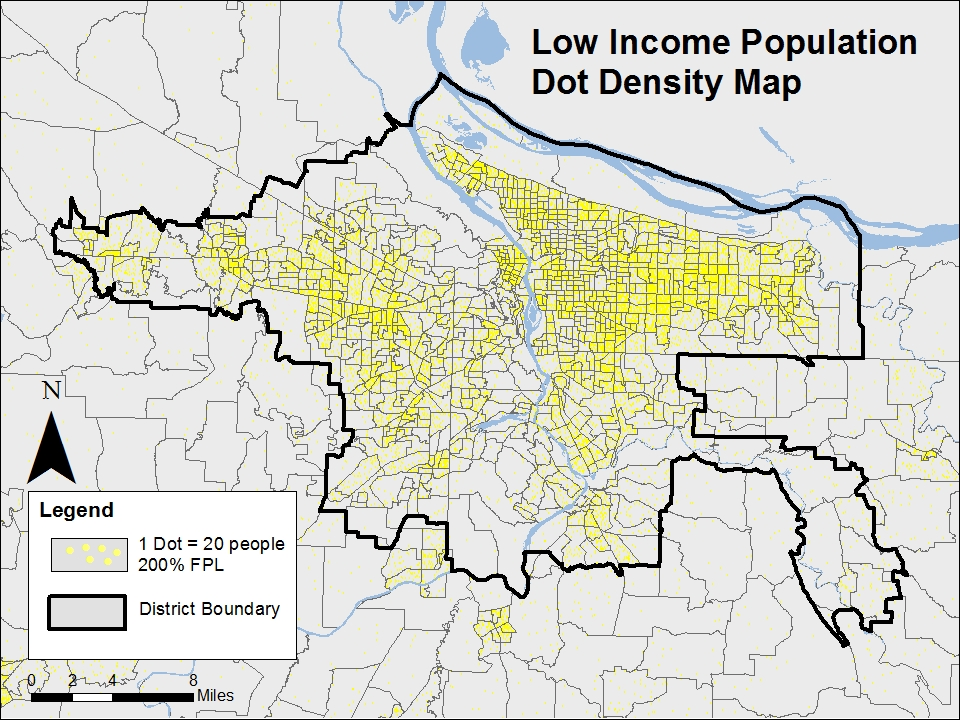 Low Income Population
Dot Density Map
N
Legend
1 Dot = 20 people
200% FPL
District Boundary
0 2 4 8
Miles